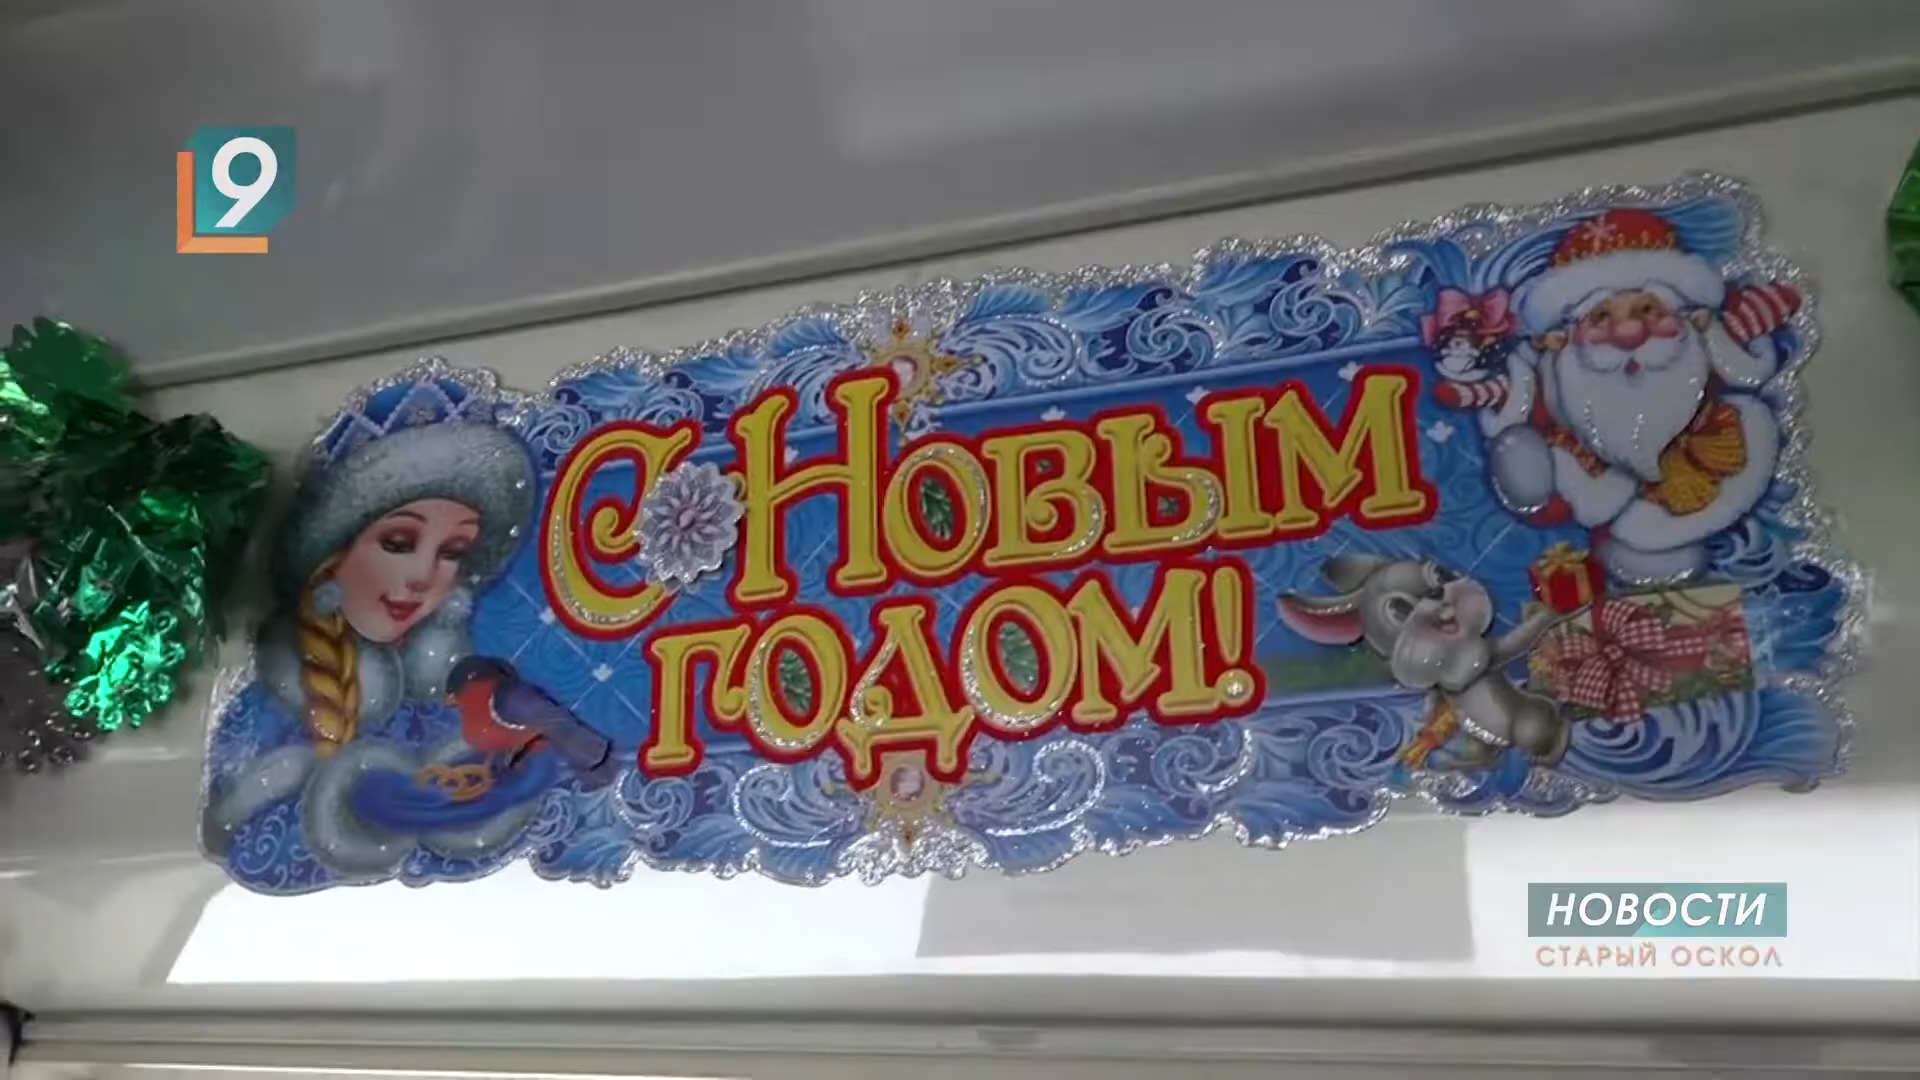 9
С Новым
годом!
НОВОСТИ
СТАРЫЙ ОСКОЛ